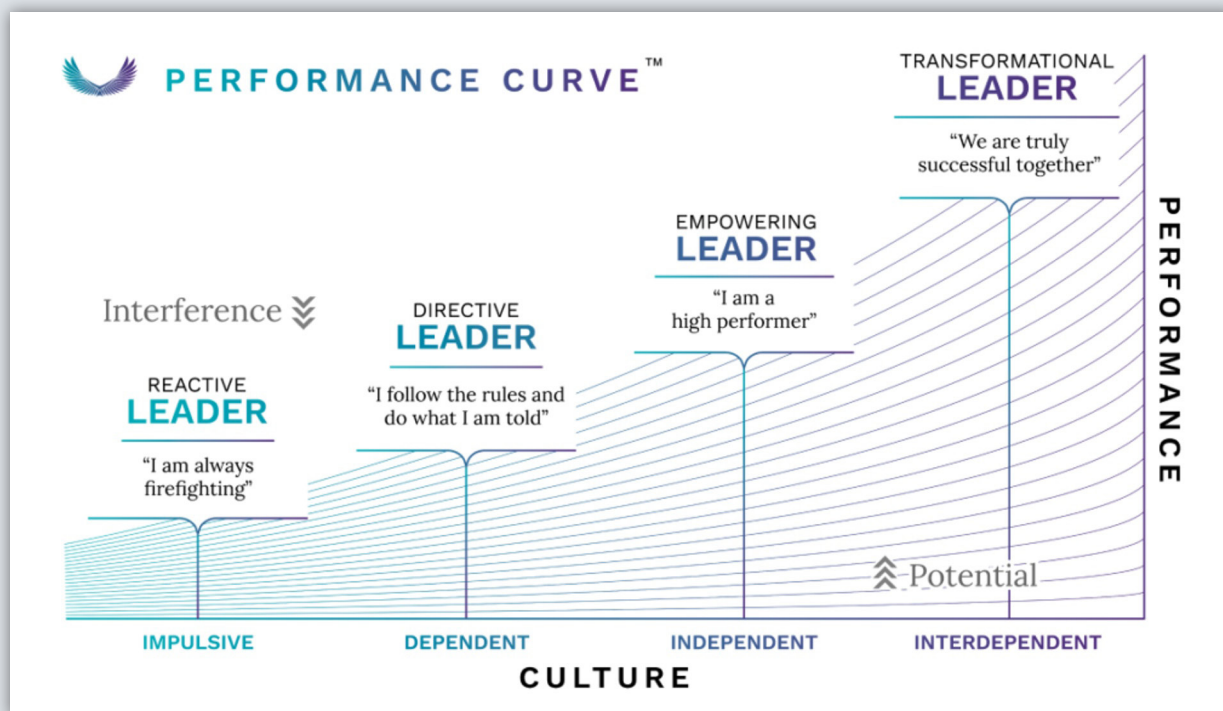 PERFORMANCE CURVE™
TRANSFORMATIONAL
LEADER
“We are truly
successful together”
EMPOWERING
LEADER
“I am a
high performer”
Interference
DIRECTIVE
LEADER
“I follow the rules and
do what I am told”
REACTIVE
LEADER
“I am always
firefighting”
Potential
PERFORMANCE
IMPULSIVE
DEPENDENT
INDEPENDENT
INTERDEPENDENT
CULTURE